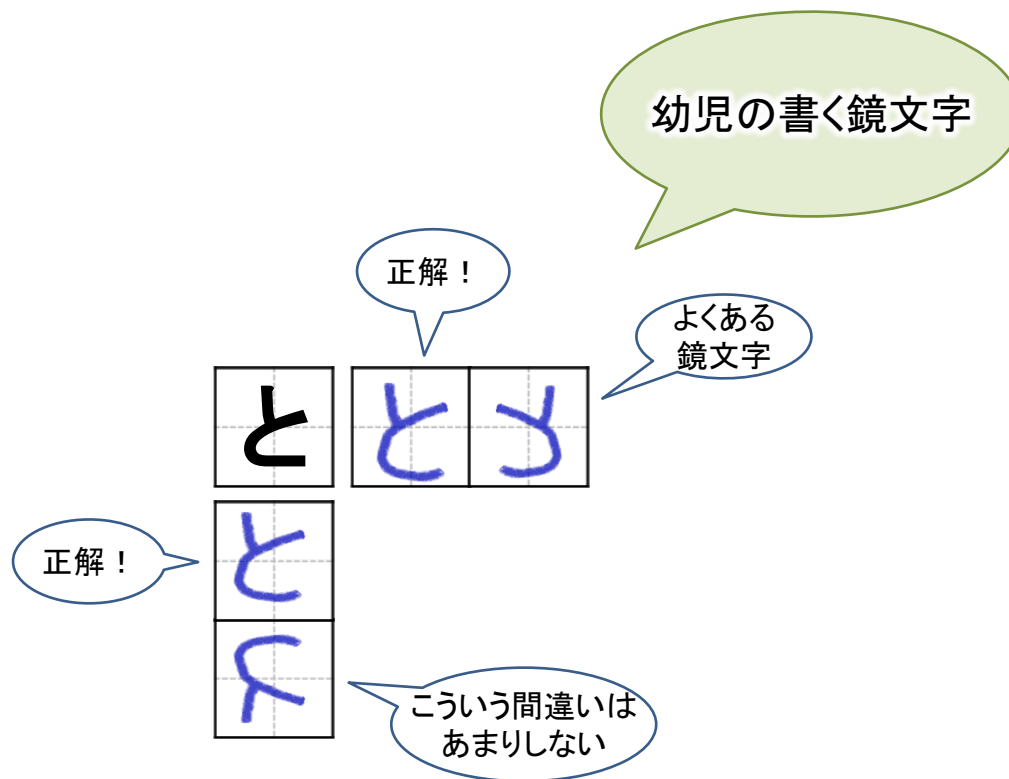 幼児の書く鏡文字
正解！
よくある
鏡文字
と
と
と
正解！
と
と
こういう間違いは
あまりしない